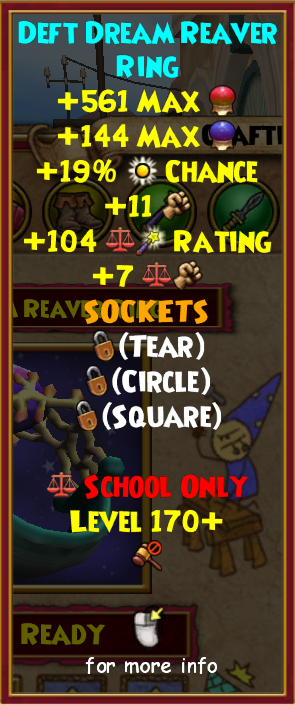 Deft Dream Reaver
Ring
+561 Max
+144 Max
+19% Chance
+11
+104 Rating
+7
Sockets
(Tear)
(Circle)
(Square)
School Only
Level 170+
Ready
for more info